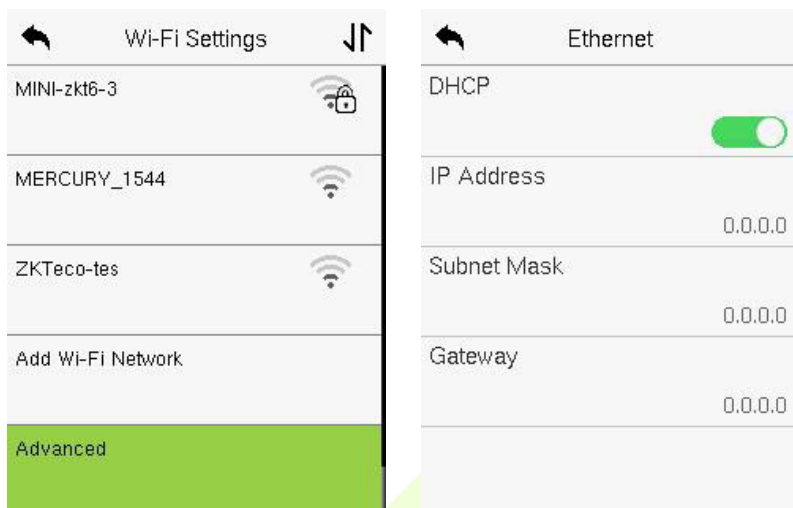 Wi-Fi Settings
MINI-zkt6-3
MERCURY_1544
ZKTeco-tes
Add Wi-Fi Network
Advanced
Ethernet
DHCP
IP Address
0.0.0.0
Subnet Mask
0.0.0.0
Gateway
0.0.0.0